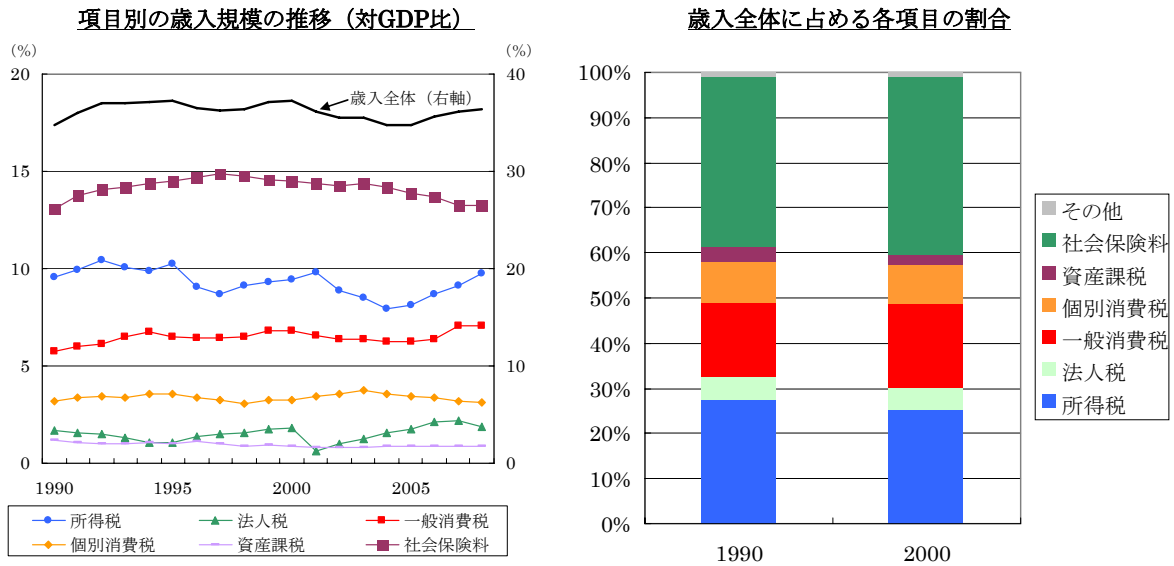 項目別の歳入規模の推移（対GDP比）
(%)
(%)
20
15
10
5
0
40
30
20
10
0
歳入全体（右軸）
1990
1995
2000
2005
所得税
法人税
一般消費税
個別消費税
資産課税
社会保険料
歳入全体に占める各項目の割合
100%
90%
80%
70%
60%
50%
40%
30%
20%
10%
0%
1990
2000
その他
社会保険料
資産課税
個別消費税
一般消費税
法人税
所得税